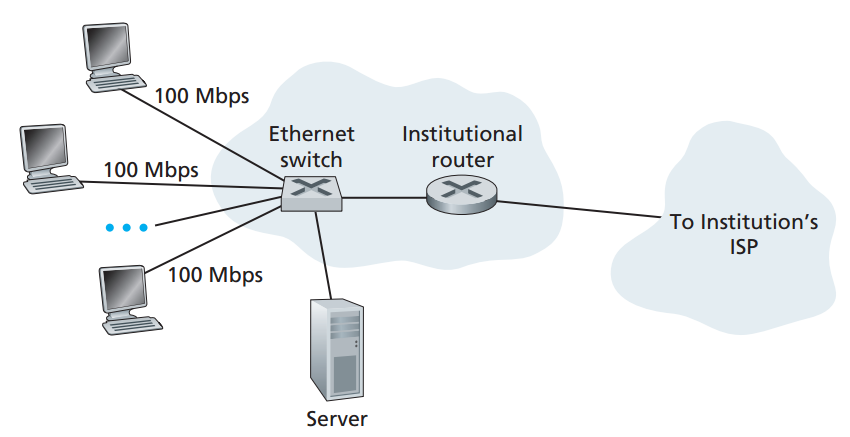 100 Mbps
Ethernet
switch
Institutional
router
100 Mbps
To Institution's
ISP
100 Mbps
Server